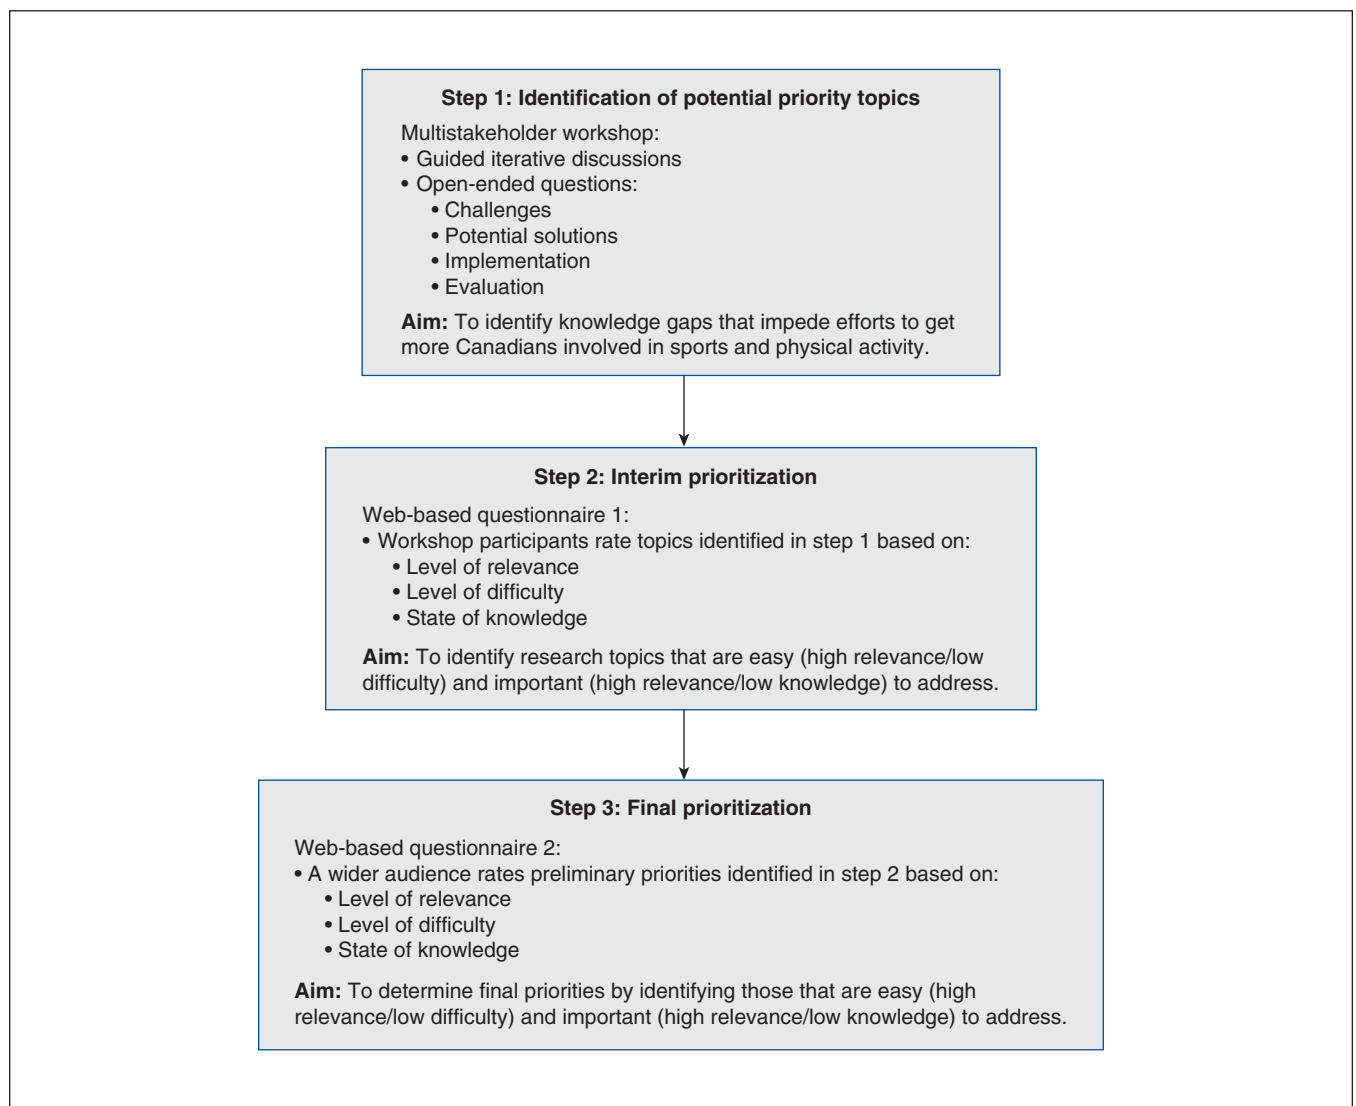 Step 1: Identification of potential priority topics
Multistakeholder workshop:
• Guided iterative discussions
• Open-ended questions:
• Challenges
• Potential solutions
• Implementation
• Evaluation
Aim: To identify knowledge gaps that impede efforts to get
more Canadians involved in sports and physical activity.
Step 2: Interim prioritization
Web-based questionnaire 1:
• Workshop participants rate topics identified in step 1 based on:
• Level of relevance
• Level of difficulty
• State of knowledge
Aim: To identify research topics that are easy (high relevance/low
difficulty) and important (high relevance/low knowledge) to address.
Step 3: Final prioritization
Web-based questionnaire 2:
• A wider audience rates preliminary priorities identified in step 2 based on:
• Level of relevance
• Level of difficulty
• State of knowledge
Aim: To determine final priorities by identifying those that are easy (high
relevance/low difficulty) and important (high relevance/low knowledge) to address.